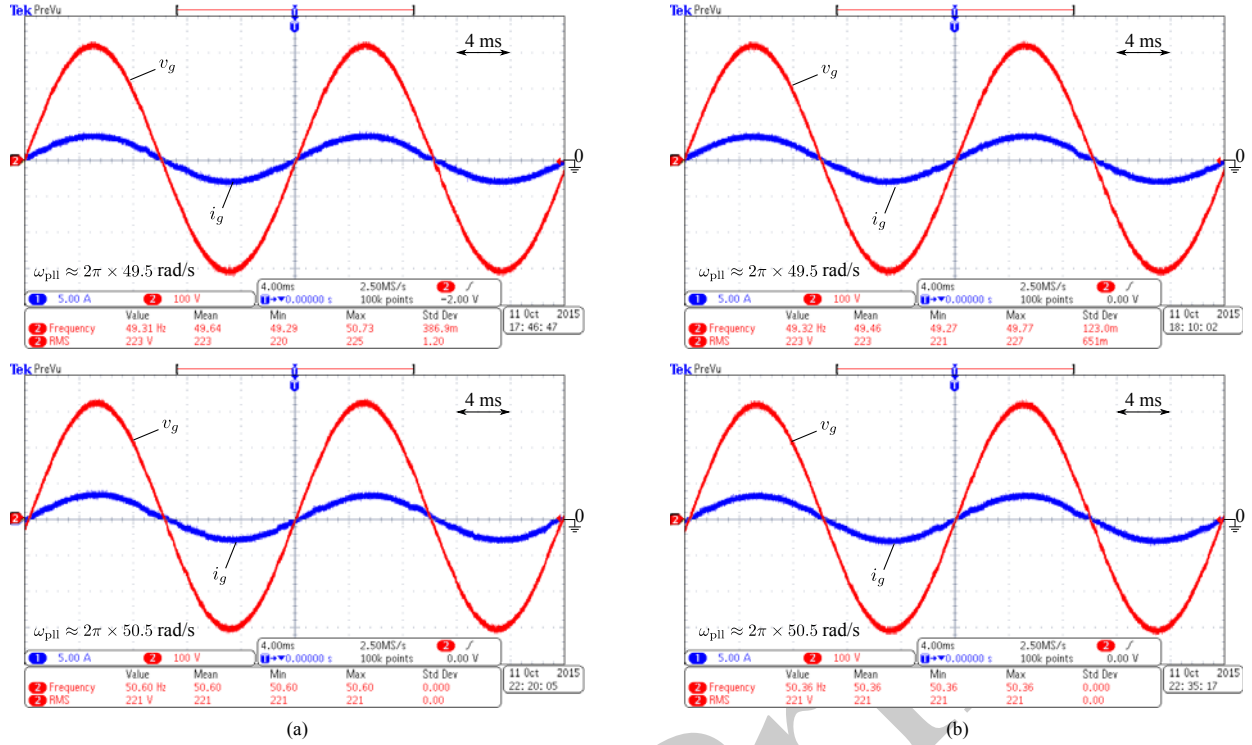 Tek PreVu
T
U
4 ms
v_g
2
0
i_g
ω_pll ≈ 2π × 49.5 rad/s
1 5.00 A 2 100 V
4.00ms 2.50MS/s 2 ∫
T→▼0.00000 s 100k points −2.00 V
Value Mean Min Max Std Dev
2 Frequency 49.31 Hz 49.64 49.29 50.73 386.9m
2 RMS 223 V 223 220 225 1.20
11 Oct 2015
17:46:47
Tek PreVu
T
U
4 ms
v_g
2
0
i_g
ω_pll ≈ 2π × 49.5 rad/s
1 5.00 A 2 100 V
4.00ms 2.50MS/s 2 ∫
T→▼0.00000 s 100k points 0.00 V
Value Mean Min Max Std Dev
2 Frequency 49.32 Hz 49.46 49.27 49.77 123.0m
2 RMS 223 V 223 221 227 651m
11 Oct 2015
18:10:02
Tek PreVu
T
U
4 ms
v_g
2
0
i_g
ω_pll ≈ 2π × 50.5 rad/s
1 5.00 A 2 100 V
4.00ms 2.50MS/s 2 ∫
T→▼0.00000 s 100k points 0.00 V
Value Mean Min Max Std Dev
2 Frequency 50.60 Hz 50.60 50.60 50.60 0.000
2 RMS 221 V 221 221 221 0.00
11 Oct 2015
22:20:05
Tek PreVu
T
U
4 ms
v_g
2
0
i_g
ω_pll ≈ 2π × 50.5 rad/s
1 5.00 A 2 100 V
4.00ms 2.50MS/s 2 ∫
T→▼0.00000 s 100k points 0.00 V
Value Mean Min Max Std Dev
2 Frequency 50.36 Hz 50.36 50.36 50.36 0.000
2 RMS 221 V 221 221 221 0.00
11 Oct 2015
22:35:17
(a)
(b)